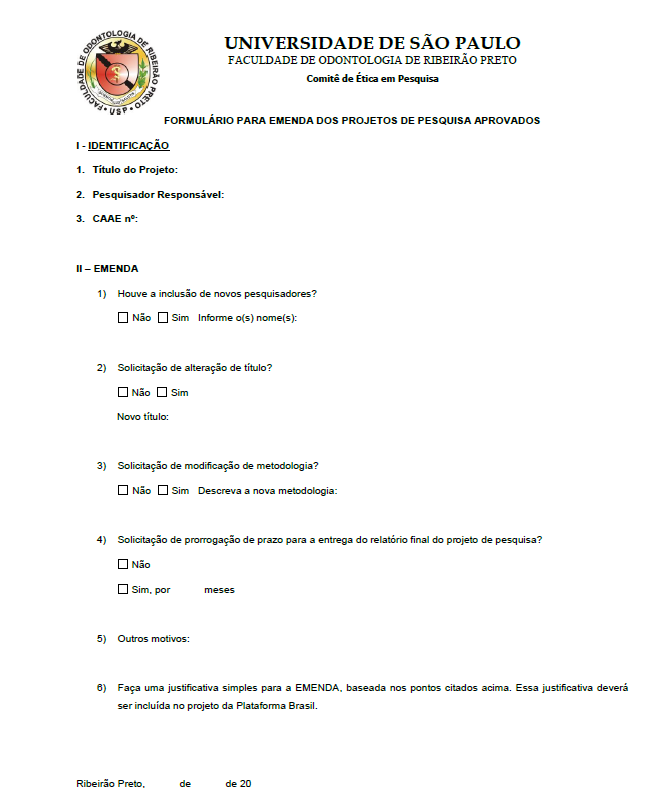 FACULDADE DE ODONTOLOGIA DE RIBEIRÃO PRETO
• USP •
UNIVERSIDADE DE SÃO PAULO
FACULDADE DE ODONTOLOGIA DE RIBEIRÃO PRETO
Comitê de Ética em Pesquisa
FORMULÁRIO PARA EMENDA DOS PROJETOS DE PESQUISA APROVADOS
I - IDENTIFICAÇÃO
1. Título do Projeto:
2. Pesquisador Responsável:
3. CAAE nº:
II – EMENDA
1) Houve a inclusão de novos pesquisadores?
☐ Não ☐ Sim Informe o(s) nome(s):
2) Solicitação de alteração de título?
☐ Não ☐ Sim
Novo título:
3) Solicitação de modificação de metodologia?
☐ Não ☐ Sim Descreva a nova metodologia:
4) Solicitação de prorrogação de prazo para a entrega do relatório final do projeto de pesquisa?
☐ Não
☐ Sim, por meses
5) Outros motivos:
6) Faça uma justificativa simples para a EMENDA, baseada nos pontos citados acima. Essa justificativa deverá
ser incluída no projeto da Plataforma Brasil.
Ribeirão Preto, de de 20